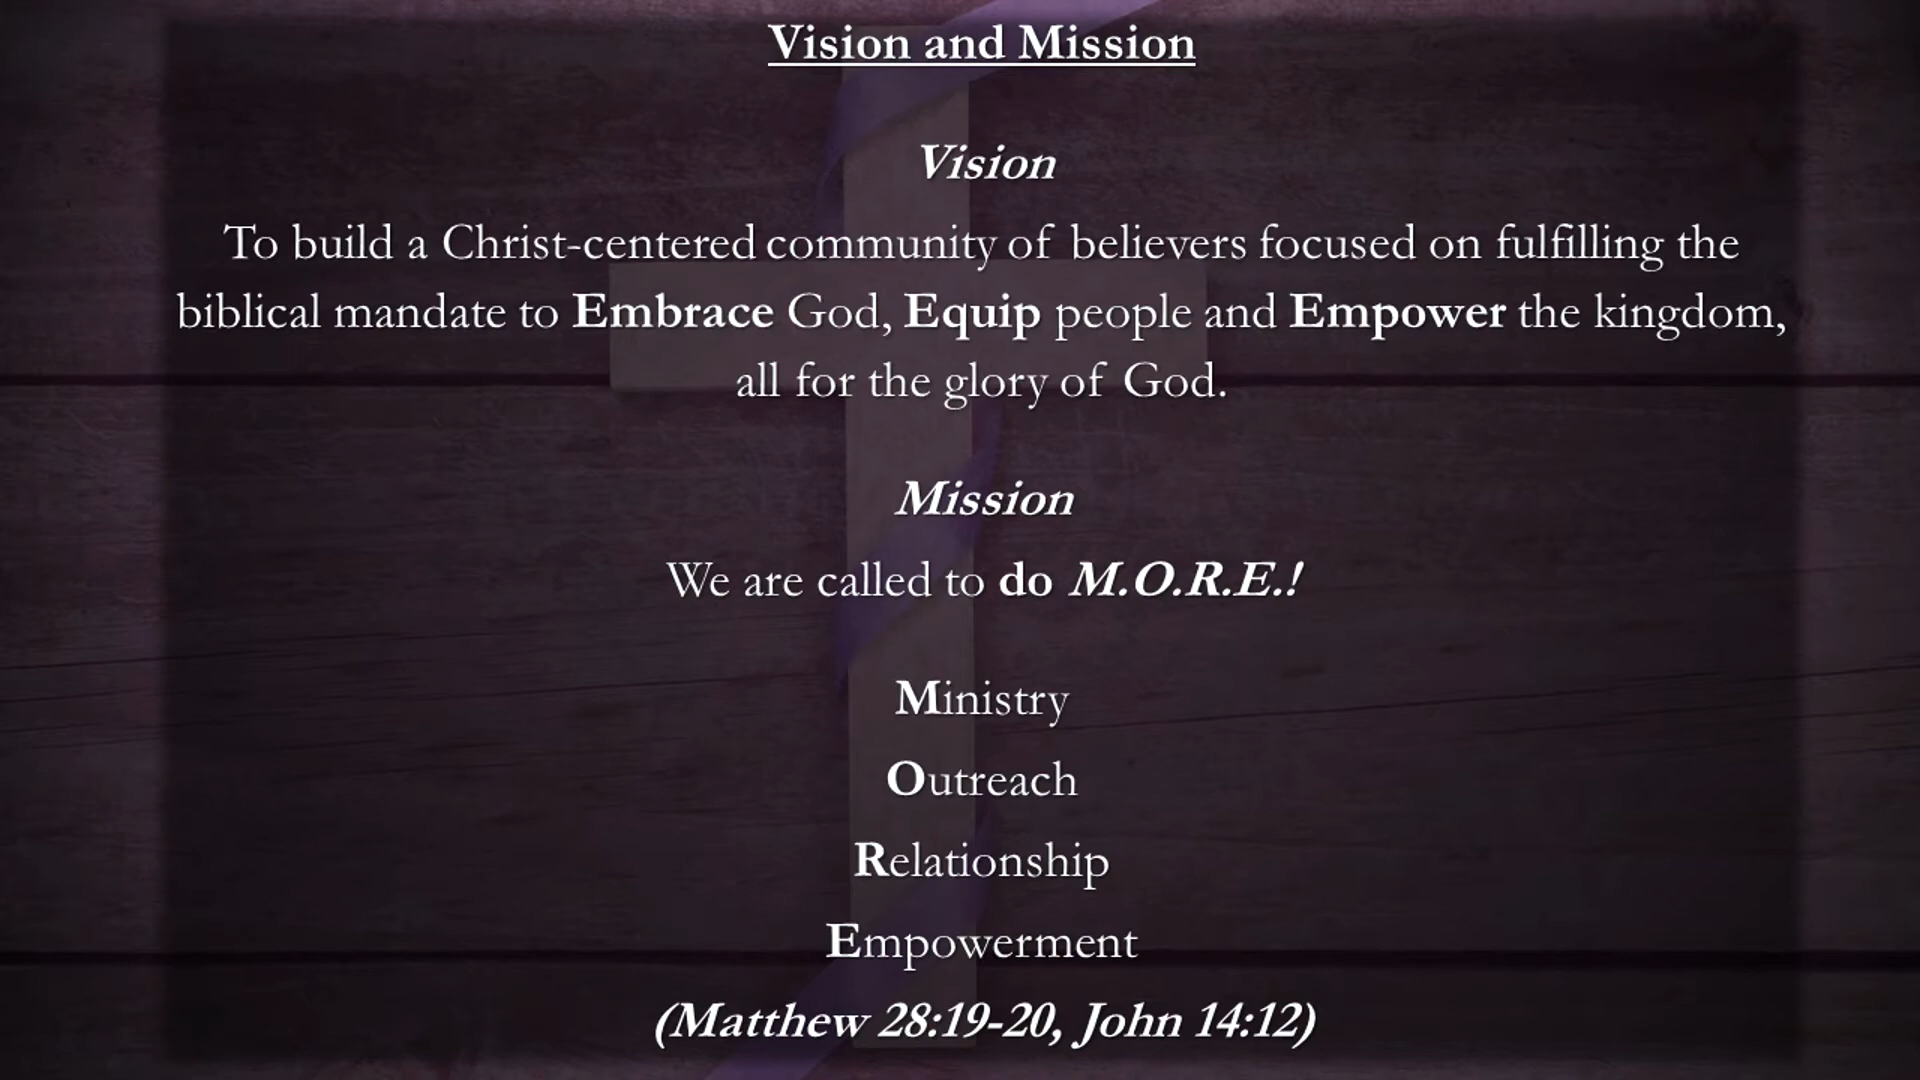 Vision and Mission
Vision
To build a Christ-centered community of believers focused on fulfilling the
biblical mandate to Embrace God, Equip people and Empower the kingdom,
all for the glory of God.
Mission
We are called to do M.O.R.E.!
Ministry
Outreach
Relationship
Empowerment
(Matthew 28:19-20, John 14:12)